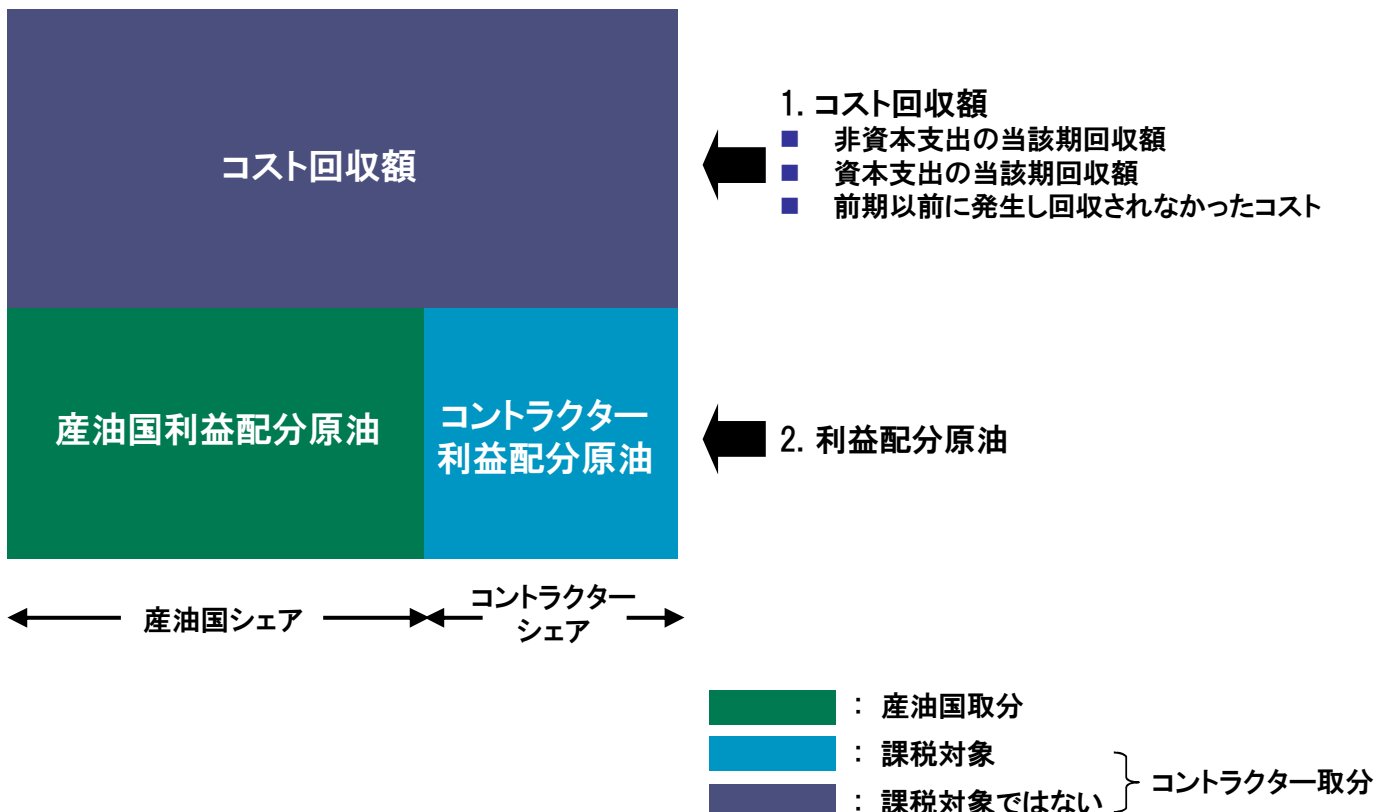 コスト回収額
1. コスト回収額
■ 非資本支出の当該期回収額
■ 資本支出の当該期回収額
■ 前期以前に発生し回収されなかったコスト
産油国利益配分原油
コントラクター
利益配分原油
2. 利益配分原油
産油国シェア
コントラクター
シェア
: 産油国取分
: 課税対象
: 課税対象ではない
コントラクター取分